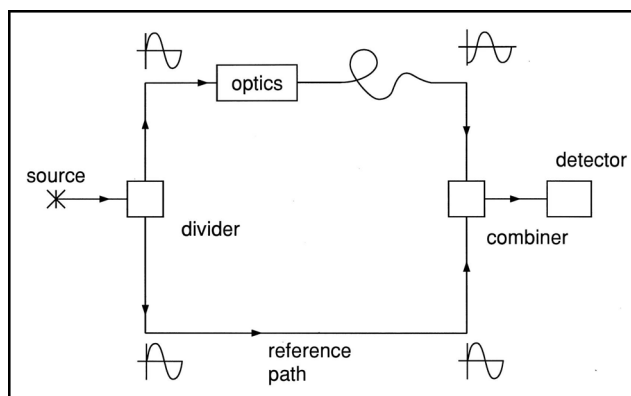 optics
source
detector
divider
combiner
reference
path